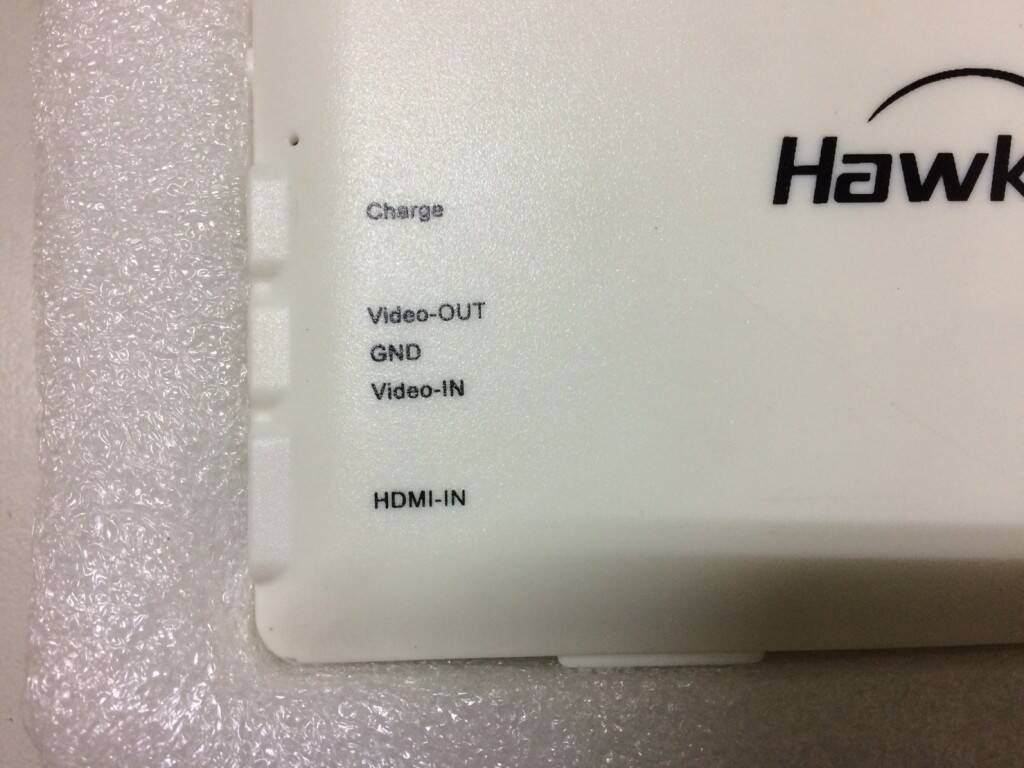 Hawk
Charge
Video-OUT
GND
Video-IN
HDMI-IN